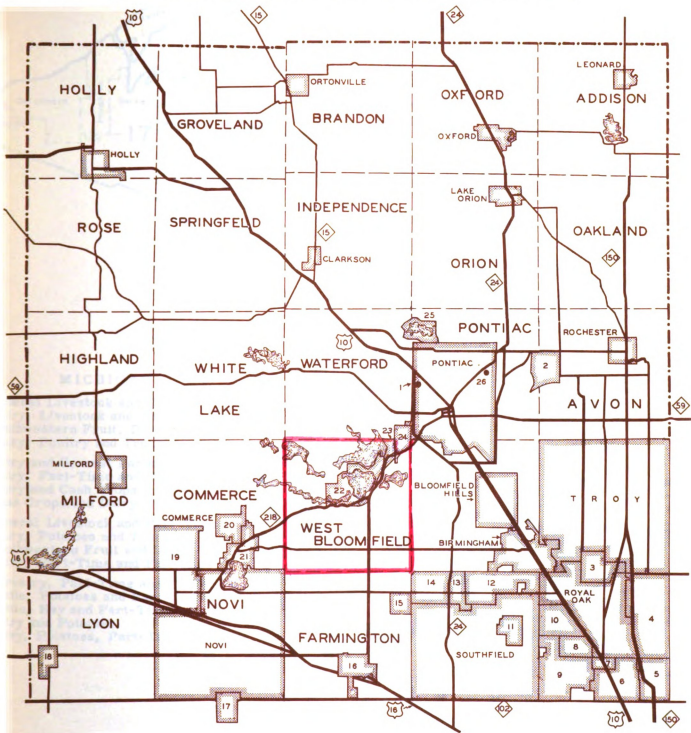 10
15
24
LEONARD
HOLLY
ORTONVILLE
OXFORD
ADDISON
GROVELAND
BRANDON
OXFORD
HOLLY
LAKE
ORION
INDEPENDENCE
ROSE
SPRINGFELD
OAKLAND
15
CLARKSON
150
ORION
24
25
PONTIAC
ROCHESTER
10
HIGHLAND
WHITE
WATERFORD
PONTIAC
2
1
26
58
LAKE
AVON
59
23
24
MILFORD
BLOOMFIELD
HILLS
TROY
MILFORD
COMMERCE
22
COMMERCE
20
218
WEST
BLOOMFIELD
BIRMINGHAM
16
19
21
3
14
13
12
ROYAL
OAK
4
NOVI
15
LYON
FARMINGTON
24
11
10
NOVI
SOUTHFIELD
8
18
16
7
9
6
5
17
16
102
10
150